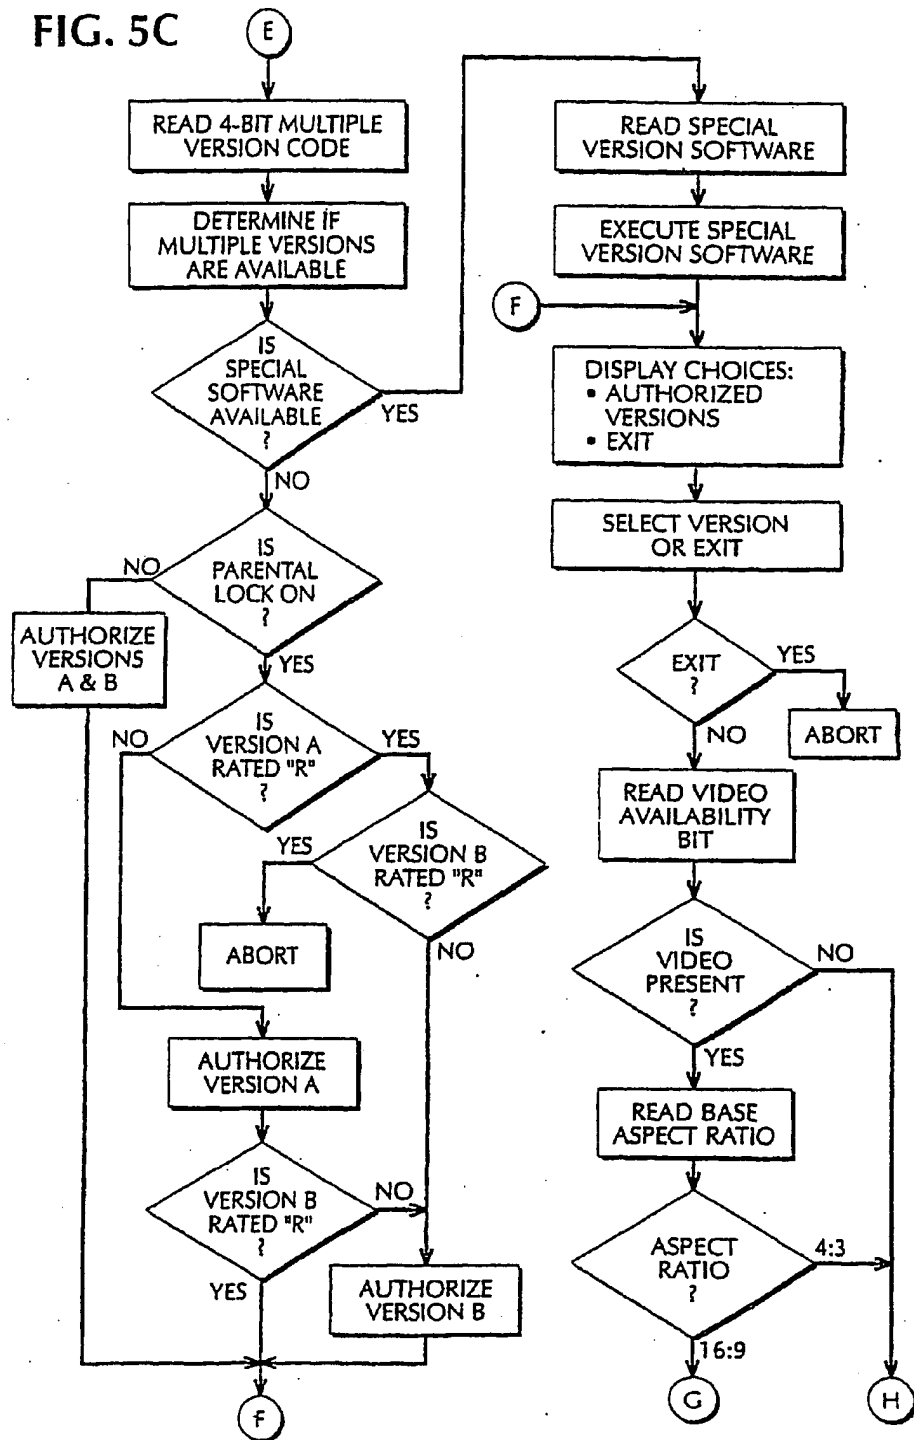 FIG. 5C
E
READ 4-BIT MULTIPLE
VERSION CODE
DETERMINE IF
MULTIPLE VERSIONS
ARE AVAILABLE
IS
SPECIAL
SOFTWARE
AVAILABLE
?
YES
NO
IS
PARENTAL
LOCK ON
?
NO
YES
AUTHORIZE
VERSIONS
A & B
IS
VERSION A
RATED "R"
?
NO
YES
IS
VERSION B
RATED "R"
?
YES
NO
ABORT
AUTHORIZE
VERSION A
IS
VERSION B
RATED "R"
?
NO
YES
AUTHORIZE
VERSION B
f
READ SPECIAL
VERSION SOFTWARE
EXECUTE SPECIAL
VERSION SOFTWARE
F
DISPLAY CHOICES:
▪ AUTHORIZED
VERSIONS
▪ EXIT
SELECT VERSION
OR EXIT
EXIT
?
YES
NO
ABORT
READ VIDEO
AVAILABILITY
BIT
IS
VIDEO
PRESENT
?
NO
YES
READ BASE
ASPECT RATIO
ASPECT
RATIO
?
4:3
16:9
G
H